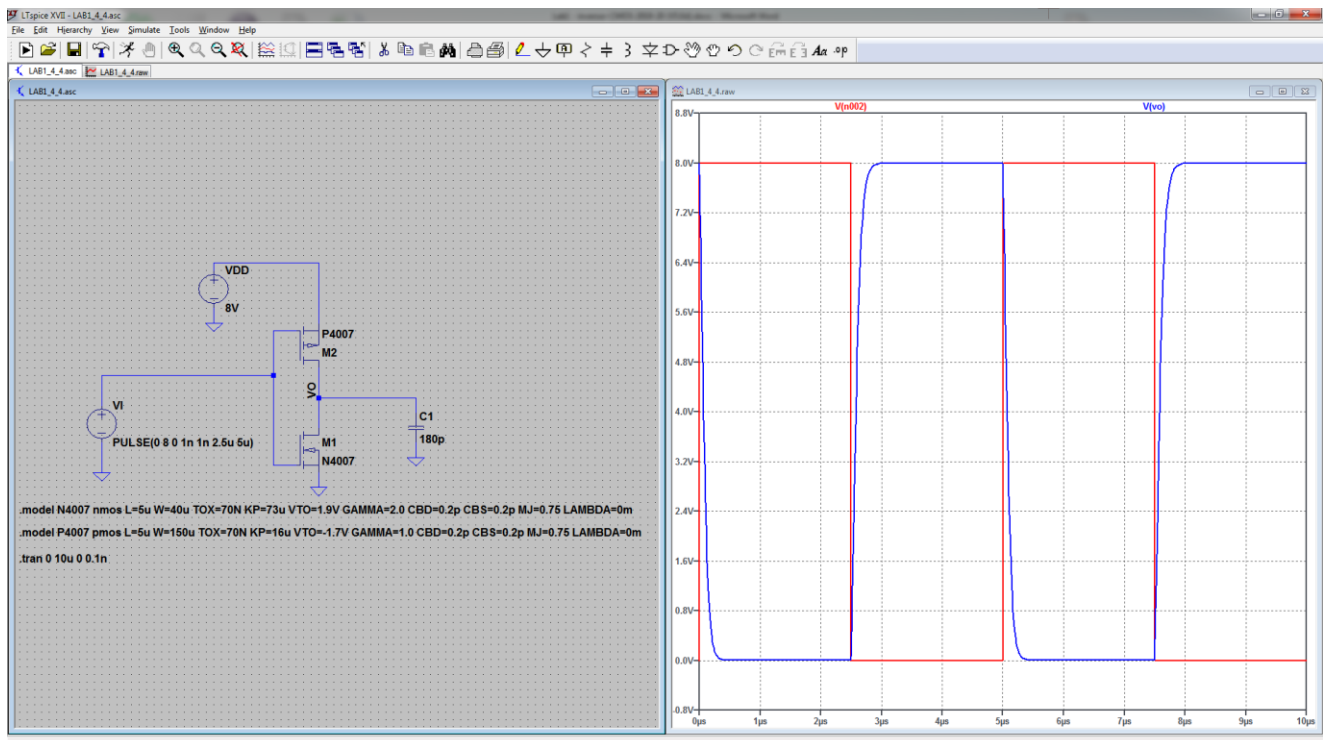 LTspice XVII - LAB1_4_4.asc
File Edit Hierarchy View Simulate Tools Window Help
LAB1_4_4.asc LAB1_4_4.raw
LAB1_4_4.asc
LAB1_4_4.raw
VDD
8V
P4007
M2
VO
VI
PULSE(0 8 0 1n 1n 2.5u 5u)
C1
180p
M1
N4007
.model N4007 nmos L=5u W=40u TOX=70N KP=73u VTO=1.9V GAMMA=2.0 CBD=0.2p CBS=0.2p MJ=0.75 LAMBDA=0m
.model P4007 pmos L=5u W=150u TOX=70N KP=16u VTO=-1.7V GAMMA=1.0 CBD=0.2p CBS=0.2p MJ=0.75 LAMBDA=0m
.tran 0 10u 0 0.1n
V(n002) V(vo)
8.8V
8.0V
7.2V
6.4V
5.6V
4.8V
4.0V
3.2V
2.4V
1.6V
0.8V
0.0V
-0.8V
0µs 1µs 2µs 3µs 4µs 5µs 6µs 7µs 8µs 9µs 10µs